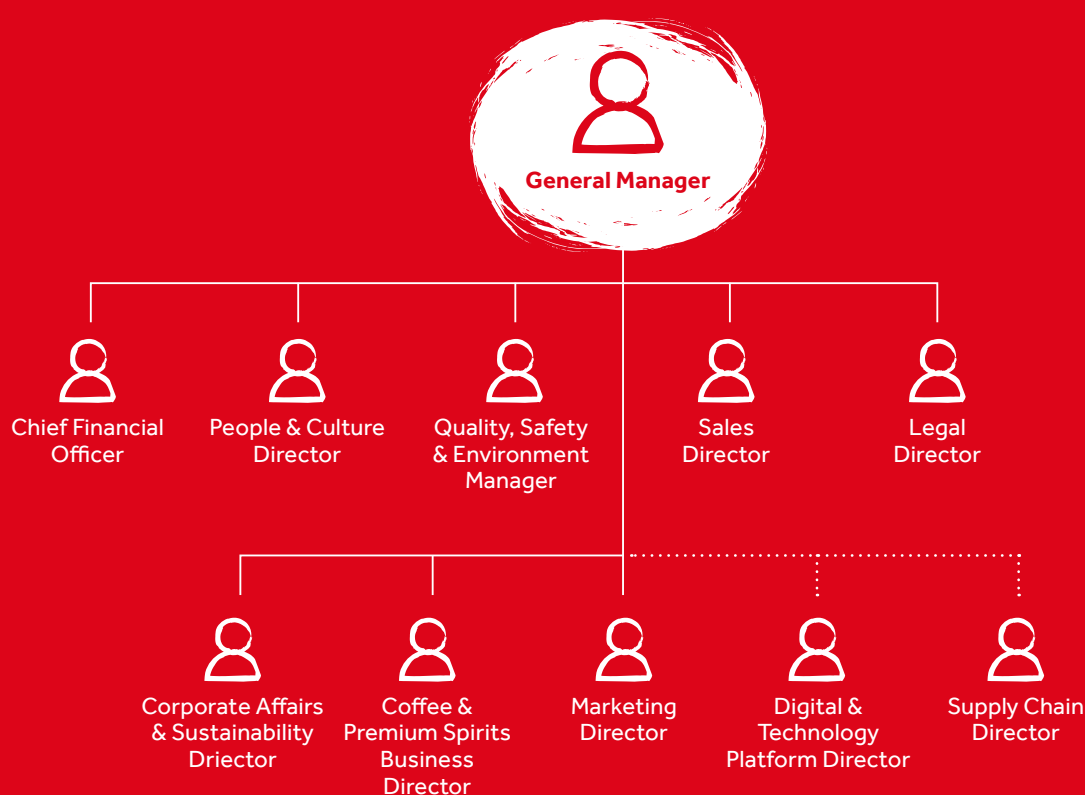 General Manager
Chief Financial
Officer
People & Culture
Director
Quality, Safety
& Environment
Manager
Sales
Director
Legal
Director
Corporate Affairs
& Sustainability
Driector
Coffee &
Premium Spirits
Business
Director
Marketing
Director
Digital &
Technology
Platform Director
Supply Chain
Director